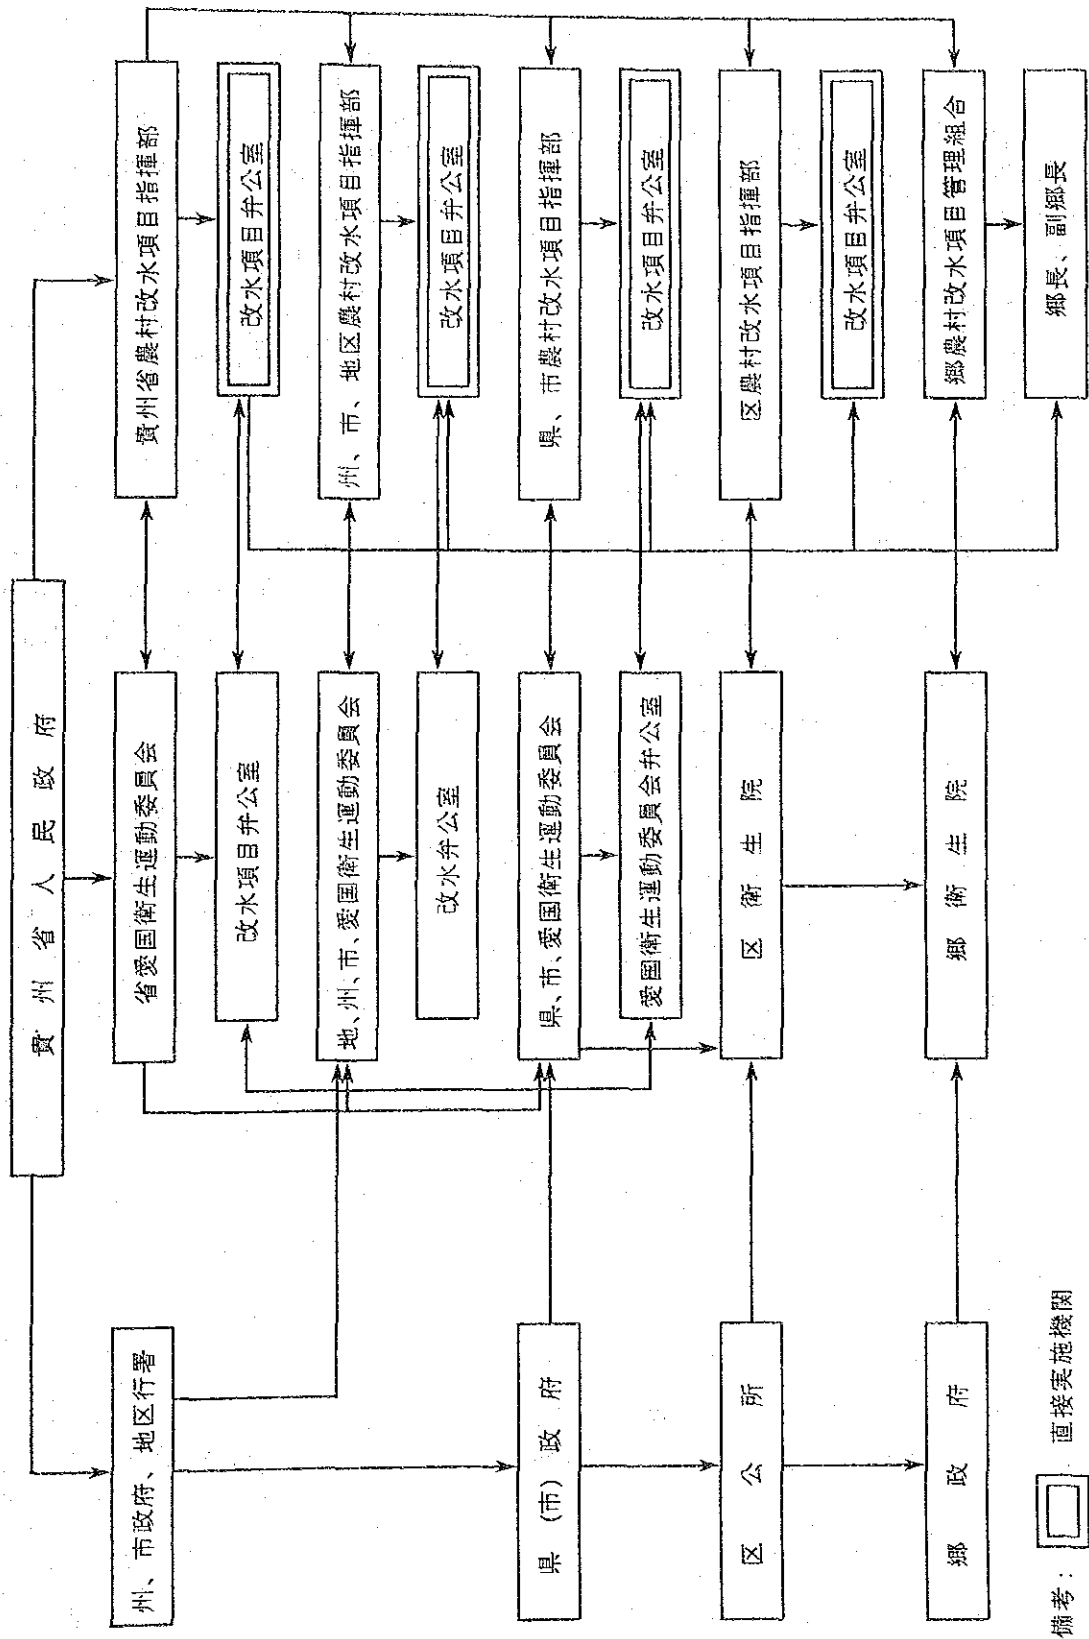 貴州省人民政府
州、市政府、地区行署
省愛国衛生運動委員会
貴州省農村改水項目指揮部
改水項目弁公室
改水項目弁公室
地、州、市、愛国衛生運動委員会
州、市、地区農村改水項目指揮部
改水弁公室
改水項目弁公室
県(市)政府
県、市、愛国衛生運動委員会
県、市農村改水項目指揮部
愛国衛生運動委員会弁公室
改水項目弁公室
区公所
区衛生院
区農村改水項目指揮部
改水項目弁公室
郷政府
郷衛生院
郷農村改水項目管理組合
郷長、副郷長
備考: 直接実施機関